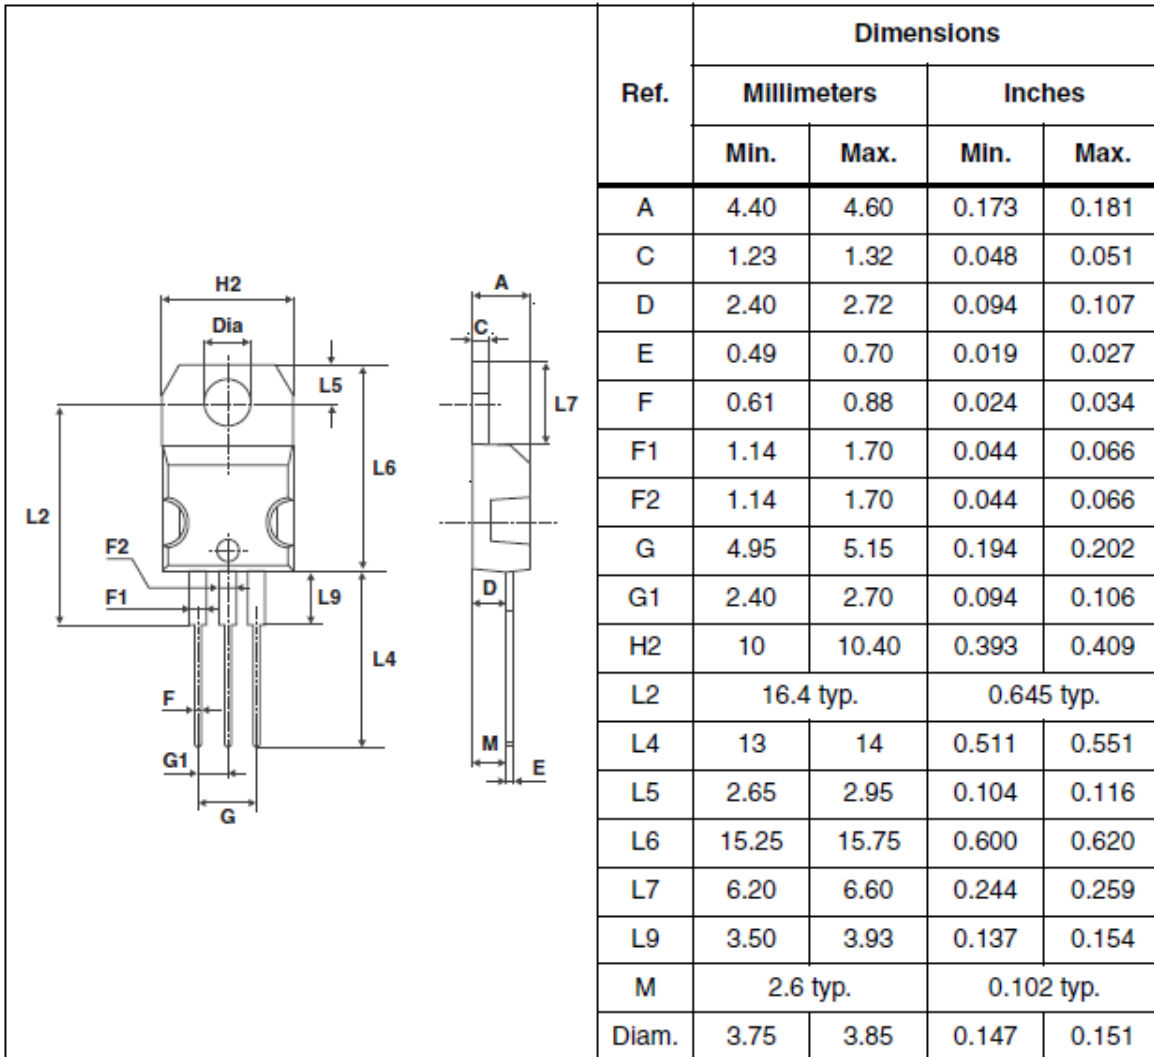 H2
Dia
L5
L6
L2
F2
F1
L9
L4
F
G1
G
A
C
L7
D
M
E
Dimensions
Ref. Millimeters Inches
Min. Max. Min. Max.
A 4.40 4.60 0.173 0.181
C 1.23 1.32 0.048 0.051
D 2.40 2.72 0.094 0.107
E 0.49 0.70 0.019 0.027
F 0.61 0.88 0.024 0.034
F1 1.14 1.70 0.044 0.066
F2 1.14 1.70 0.044 0.066
G 4.95 5.15 0.194 0.202
G1 2.40 2.70 0.094 0.106
H2 10 10.40 0.393 0.409
L2 16.4 typ. 0.645 typ.
L4 13 14 0.511 0.551
L5 2.65 2.95 0.104 0.116
L6 15.25 15.75 0.600 0.620
L7 6.20 6.60 0.244 0.259
L9 3.50 3.93 0.137 0.154
M 2.6 typ. 0.102 typ.
Diam. 3.75 3.85 0.147 0.151